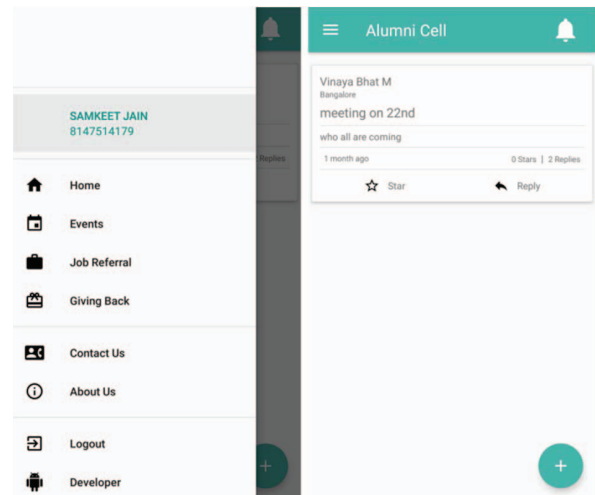 SAMKEET JAIN
8147514179
Home
Events
Job Referral
Giving Back
Contact Us
About Us
Logout
Developer
Replies
+
Alumni Cell
Vinaya Bhat M
Bangalore
meeting on 22nd
who all are coming
1 month ago 0 Stars | 2 Replies
Star Reply
+